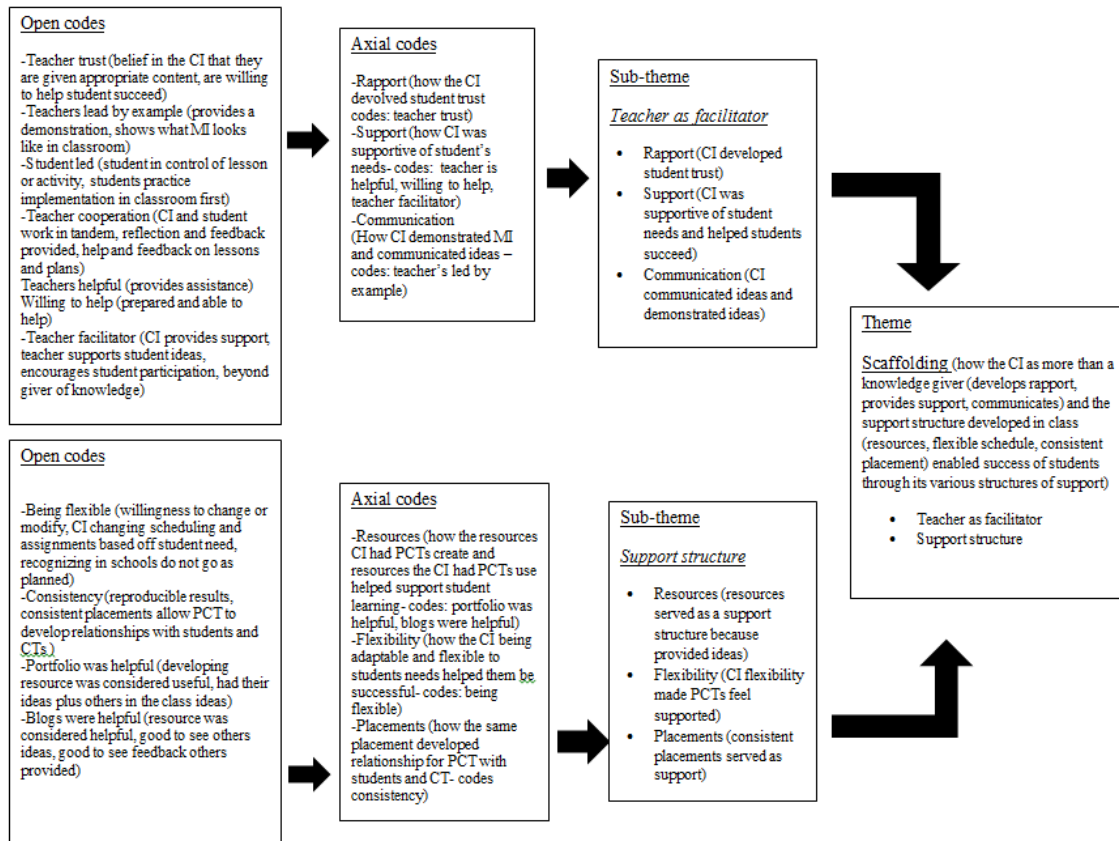 Open codes
-Teacher trust (belief in the CI that they
are given appropriate content, are willing
to help student succeed)
-Teachers lead by example (provides a
demonstration, shows what MI looks
like in classroom)
-Student led (student in control of lesson
or activity, students practice
implementation in classroom first)
-Teacher cooperation (CI and student
work in tandem, reflection and feedback
provided, help and feedback on lessons
and plans)
Teachers helpful (provides assistance)
Willing to help (prepared and able to
help)
-Teacher facilitator (CI provides support,
teacher supports student ideas,
encourages student participation, beyond
giver of knowledge)
Axial codes
-Rapport (how the CI
devolved student trust
codes: teacher trust)
-Support (how CI was
supportive of student's
needs- codes: teacher is
helpful, willing to help,
teacher facilitator)
-Communication
(How CI demonstrated MI
and communicated ideas –
codes: teacher's led by
example)
Sub-theme
Teacher as facilitator
• Rapport (CI developed
student trust)
• Support (CI was
supportive of student
needs and helped students
succeed)
• Communication (CI
communicated ideas and
demonstrated ideas)
Theme
Scaffolding (how the CI as more than a
knowledge giver (develops rapport,
provides support, communicates) and the
support structure developed in class
(resources, flexible schedule, consistent
placement) enabled success of students
through its various structures of support)
• Teacher as facilitator
• Support structure
Open codes
-Being flexible (willingness to change or
modify, CI changing scheduling and
assignments based off student need,
recognizing in schools do not go as
planned)
-Consistency (reproducible results,
consistent placements allow PCT to
develop relationships with students and
CTs )
-Portfolio was helpful (developing
resource was considered useful, had their
ideas plus others in the class ideas)
-Blogs were helpful (resource was
considered helpful, good to see others
ideas, good to see feedback others
provided)
Axial codes
-Resources (how the resources
CI had PCTs create and
resources the CI had PCTs use
helped support student
learning- codes: portfolio was
helpful, blogs were helpful)
-Flexibility (how the CI being
adaptable and flexible to
students needs helped them be
successful- codes: being
flexible)
-Placements (how the same
placement developed
relationship for PCT with
students and CT- codes
consistency)
Sub-theme
Support structure
• Resources (resources
served as a support
structure because
provided ideas)
• Flexibility (CI flexibility
made PCTs feel
supported)
• Placements (consistent
placements served as
support)